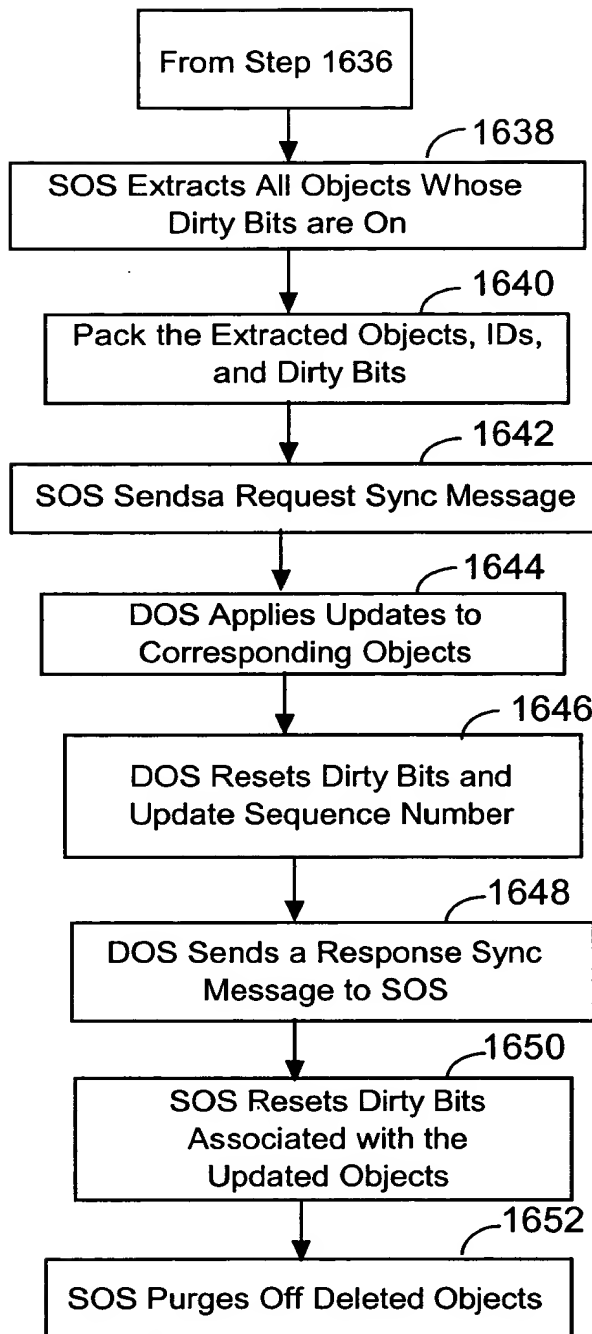 From Step 1636
1638
SOS Extracts All Objects Whose
Dirty Bits are On
1640
Pack the Extracted Objects, IDs,
and Dirty Bits
1642
SOS Sendsa Request Sync Message
1644
DOS Applies Updates to
Corresponding Objects
1646
DOS Resets Dirty Bits and
Update Sequence Number
1648
DOS Sends a Response Sync
Message to SOS
1650
SOS Resets Dirty Bits
Associated with the
Updated Objects
1652
SOS Purges Off Deleted Objects